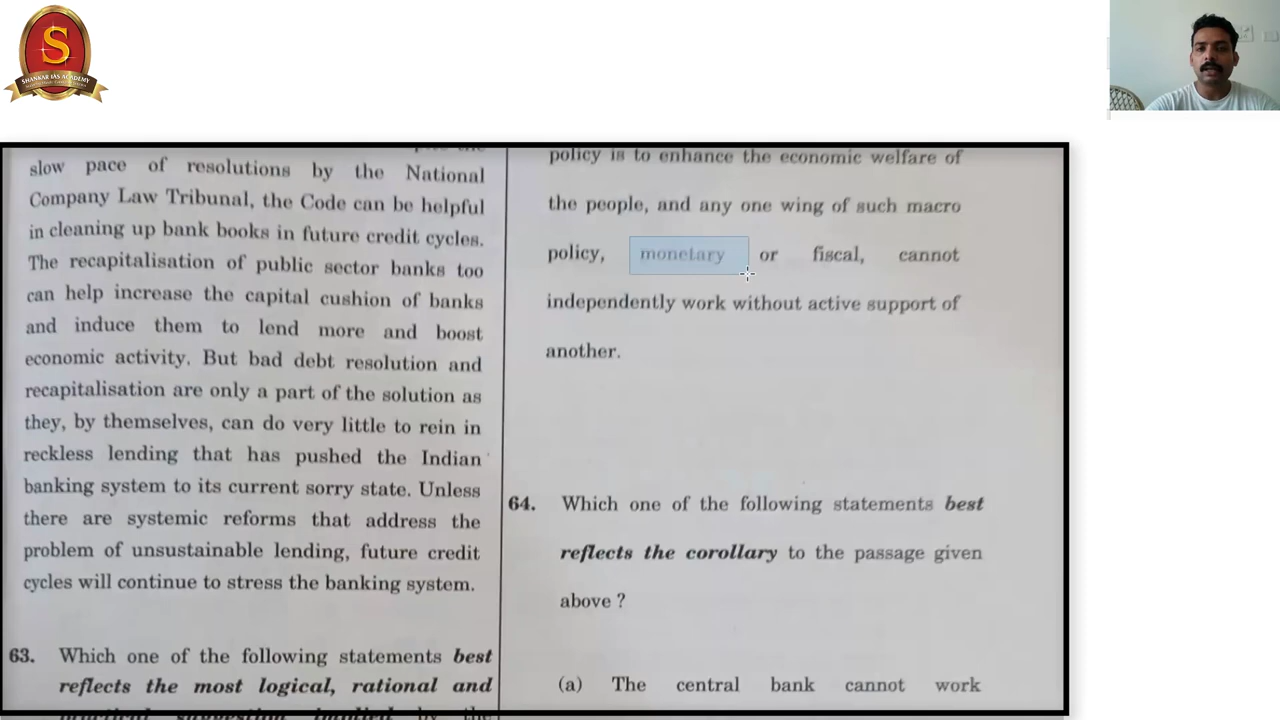 S
SHANKAR IAS ACADEMY
slow pace of resolutions by the National
Company Law Tribunal, the Code can be helpful
in cleaning up bank books in future credit cycles.
The recapitalisation of public sector banks too
can help increase the capital cushion of banks
and induce them to lend more and boost
economic activity. But bad debt resolution and
recapitalisation are only a part of the solution as
they, by themselves, can do very little to rein in
reckless lending that has pushed the Indian
banking system to its current sorry state. Unless
there are systemic reforms that address the
problem of unsustainable lending, future credit
cycles will continue to stress the banking system.
63. Which one of the following statements best
reflects the most logical, rational and
policy is to enhance the economic welfare of
the people, and any one wing of such macro
policy, monetary or fiscal, cannot
independently work without active support of
another.
64. Which one of the following statements best
reflects the corollary to the passage given
above ?
(a) The central bank cannot work